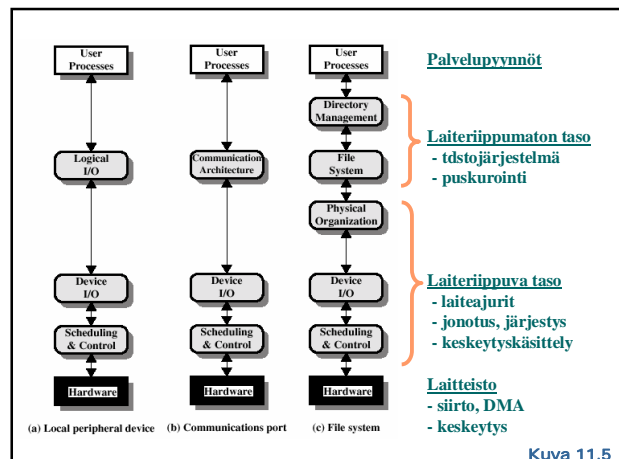 User
Processes
Logical
I/O
Device
I/O
Scheduling
& Control
Hardware
(a) Local peripheral device
User
Processes
Communication
Architecture
Device
I/O
Scheduling
& Control
Hardware
(b) Communications port
User
Processes
Directory
Management
File
System
Physical
Organization
Device
I/O
Scheduling
& Control
Hardware
(c) File system
Palvelupyynnöt
Laiteriippumaton taso
- tdstojärjestelmä
- puskurointi
Laiteriippuva taso
- laiteajurit
- jonotus, järjestys
- keskeytyskäsittely
Laitteisto
- siirto, DMA
- keskeytys
Kuva 11.5